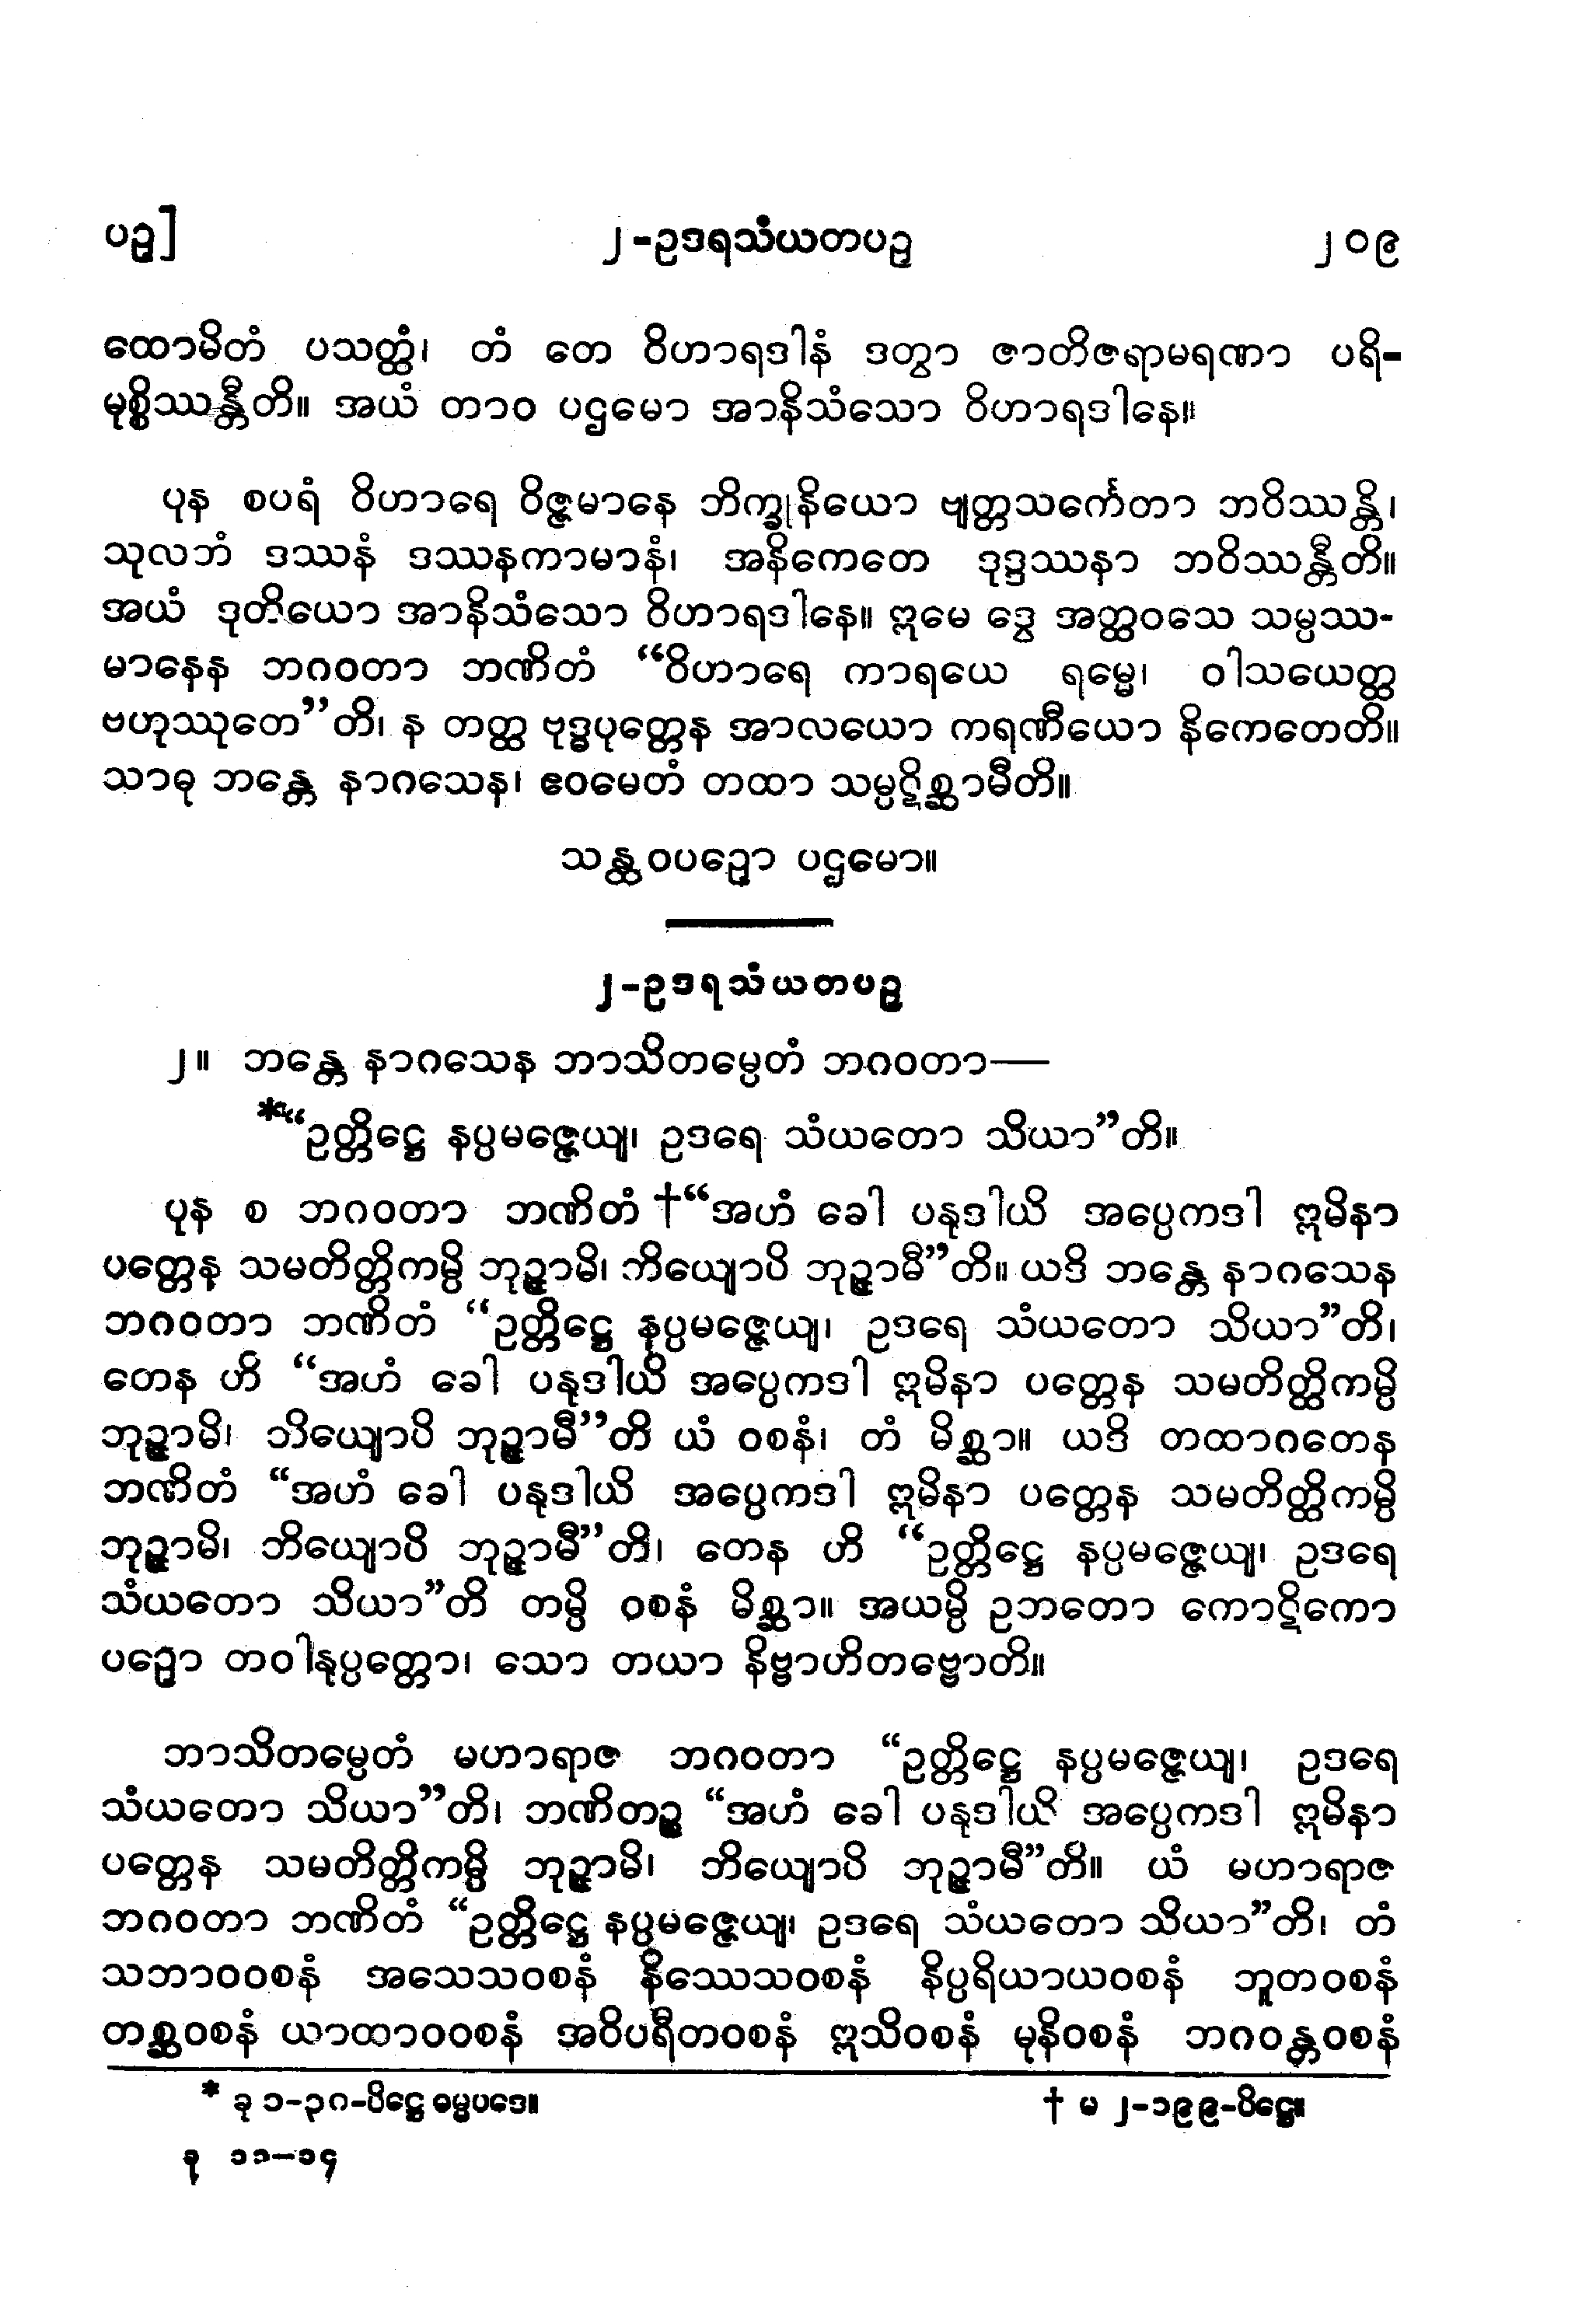 ပဥှ]
၂-ဥဒရသံယတပဥှ
၂၀၉
ထောမိတံ ပသတ္ထံ၊ တံ တေ ဝိဟာရဒါနံ ဒတွာ ဇာတိဇရာမရဏာ ပရိ-
မုစ္စိဿန္တီတိ။ အယံ တာဝ ပဌမော အာနိသံသော ဝိဟာရဒါနေ။
ပုန စပရံ ဝိဟာရေ ဝိဇ္ဇမာနေ ဘိက္ခုနိယော ဗျတ္တသင်္ကေတာ ဘဝိဿန္တိ၊
သုလဘံ ဒဿနံ ဒဿနကာမာနံ၊ အနိကေတေ ဒုဒ္ဒဿနာ ဘဝိဿန္တီတိ။
အယံ ဒုတိယော အာနိသံသော ဝိဟာရဒါနေ။ ဣမေ ဒွေ အတ္ထဝသေ သမ္ပဿ-
မာနေန ဘဂဝတာ ဘဏိတံ “ဝိဟာရေ ကာရယေ ရမ္မေ၊ ဝါသယေတ္ထ
ဗဟုဿုတေ”တိ၊ န တတ္ထ ဗုဒ္ဓပုတ္တေန အာလယော ကရဏီယော နိကေတေတိ။
သာဓု ဘန္တေ နာဂသေန၊ ဧဝမေတံ တထာ သမ္ပဋိစ္ဆာမီတိ။
သန္ထဝပဉှော ပဌမော။
၂-ဥဒရသံယတပဥှ
၂။ ဘန္တေ နာဂသေန ဘာသိတမ္ပေတံ ဘဂဝတာ—
*“ဥတ္တိဋ္ဌေ နပ္ပမဇ္ဇေယျ၊ ဥဒရေ သံယတော သိယာ”တိ။
ပုန စ ဘဂဝတာ ဘဏိတံ †“အဟံ ခေါ ပနုဒါယိ အပ္ပေကဒါ ဣမိနာ
ပတ္တေန သမတိတ္တိကမ္ပိ ဘုဉ္ဇာမိ၊ ဘိယျောပိ ဘုဉ္ဇာမီ”တိ။ ယဒိ ဘန္တေ နာဂသေန
ဘဂဝတာ ဘဏိတံ “ဥတ္တိဋ္ဌေ နပ္ပမဇ္ဇေယျ၊ ဥဒရေ သံယတော သိယာ”တိ၊
တေန ဟိ “အဟံ ခေါ ပနုဒါယိ အပ္ပေကဒါ ဣမိနာ ပတ္တေန သမတိတ္ထိကမ္ပိ
ဘုဉ္ဇာမိ၊ ဘိယျောပိ ဘုဉ္ဇာမီ”တိ ယံ ဝစနံ၊ တံ မိစ္ဆာ။ ယဒိ တထာဂတေန
ဘဏိတံ “အဟံ ခေါ ပနုဒါယိ အပ္ပေကဒါ ဣမိနာ ပတ္တေန သမတိတ္ထိကမ္ပိ
ဘုဉ္ဇာမိ၊ ဘိယျောပိ ဘုဉ္ဇာမီ”တိ၊ တေန ဟိ “ဥတ္တိဋ္ဌေ နပ္ပမဇ္ဇေယျ၊ ဥဒရေ
သံယတော သိယာ”တိ တမ္ပိ ဝစနံ မိစ္ဆာ။ အယမ္ပိ ဥဘတော ကောဋိကော
ပဉှော တဝါနုပ္ပတ္တော၊ သော တယာ နိဗ္ဗာဟိတဗ္ဗောတိ။
ဘာသိတမ္ပေတံ မဟာရာဇ ဘဂဝတာ “ဥတ္တိဋ္ဌေ နပ္ပမဇ္ဇေယျ၊ ဥဒရေ
သံယတော သိယာ”တိ၊ ဘဏိတဉ္စ “အဟံ ခေါ ပနုဒါယိ အပ္ပေကဒါ ဣမိနာ
ပတ္တေန သမတိတ္တိကမ္ပိ ဘုဉ္ဇာမိ၊ ဘိယျောပိ ဘုဉ္ဇာမီ”တိ။ ယံ မဟာရာဇ
ဘဂဝတာ ဘဏိတံ “ဥတ္တိဋ္ဌေ နပ္ပမဇ္ဇေယျ၊ ဥဒရေ သံယတော သိယာ”တိ၊ တံ
သဘာဝဝစနံ အသေသဝစနံ နိဿေသဝစနံ နိပ္ပရိယာယဝစနံ ဘူတဝစနံ
တစ္ဆဝစနံ ယာထာဝဝစနံ အဝိပရီတဝစနံ ဣသိဝစနံ မုနိဝစနံ ဘဂဝန္တဝစနံ
* ခု ၁-၃ဂ-ပိဋ္ဌေ ဓမ္မပဒေ။
† မ ၂-၁၉၉-ပိဋ္ဌေ။
ခု ၁၁—၁၄